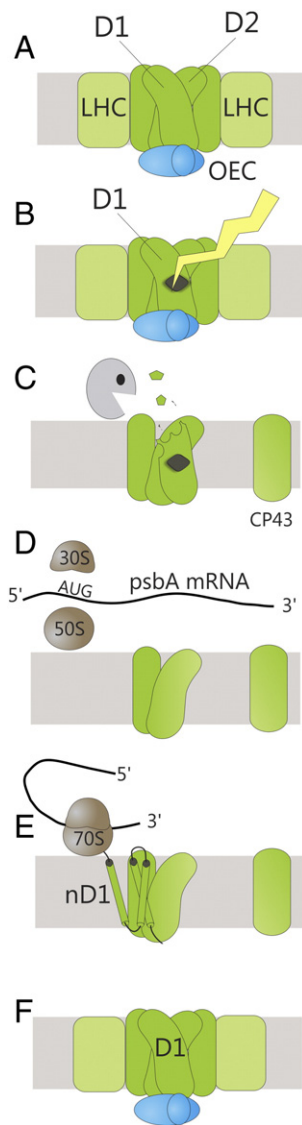 A
D1 D2
LHC LHC
OEC
B
D1
C
CP43
D
30S
5' AUG psbA mRNA 3'
50S
5'
3'
70S
E
nD1
F
D1